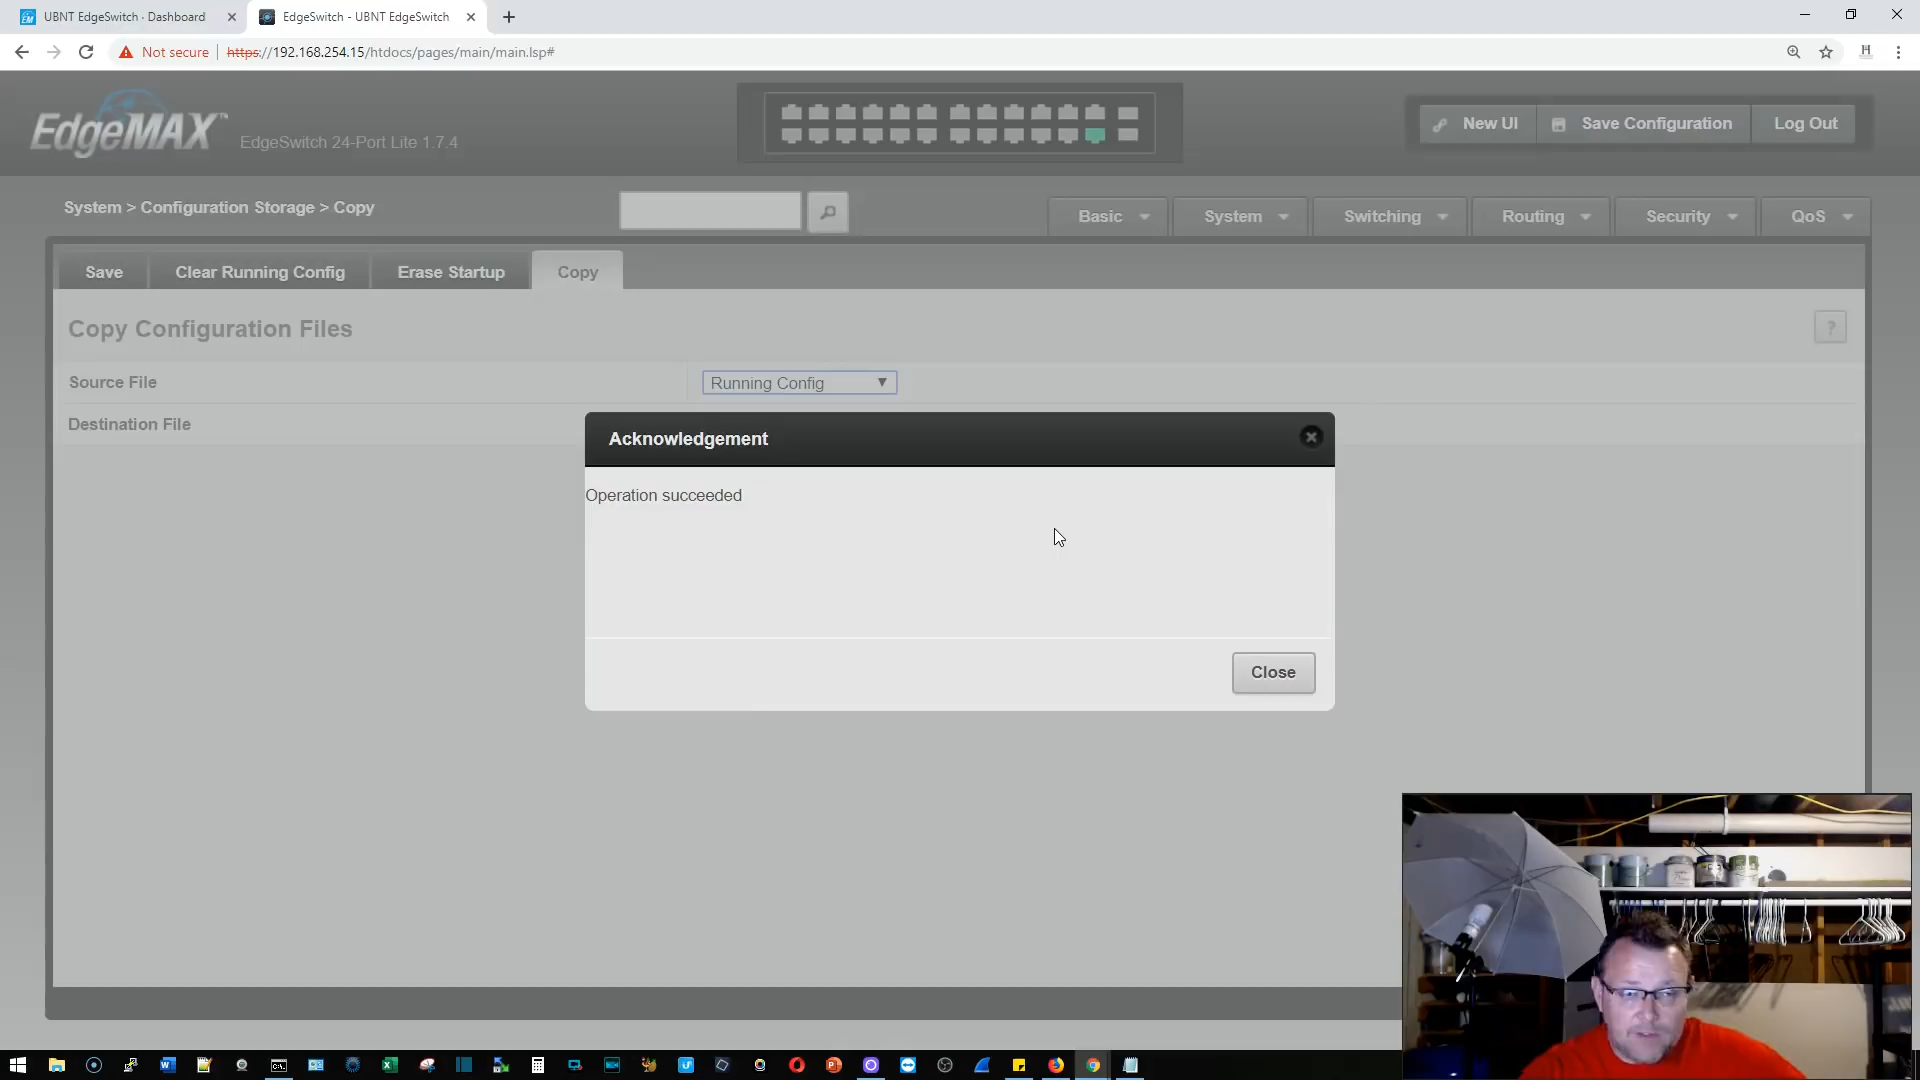 UBNT EdgeSwitch - Dashboard
EdgeSwitch - UBNT EdgeSwitch
Not secure
https://192.168.254.15/htdocs/pages/main/main.lsp#
EdgeMAX
EdgeSwitch 24-Port Lite 1.7.4
New UI
Save Configuration
Log Out
System > Configuration Storage > Copy
Basic
System
Switching
Routing
Security
QoS
Save
Clear Running Config
Erase Startup
Copy
Copy Configuration Files
?
Source File
Running Config
Destination File
Acknowledgement
Operation succeeded
Close